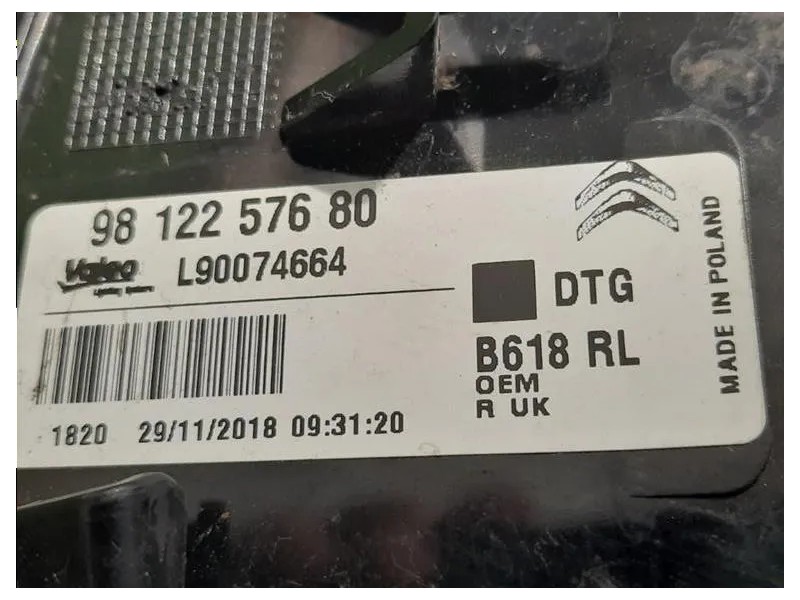 98 122 576 80
Valeo L90074664
DTG
B618 RL
OEM
R UK
1820 29/11/2018 09:31:20
MADE IN POLAND